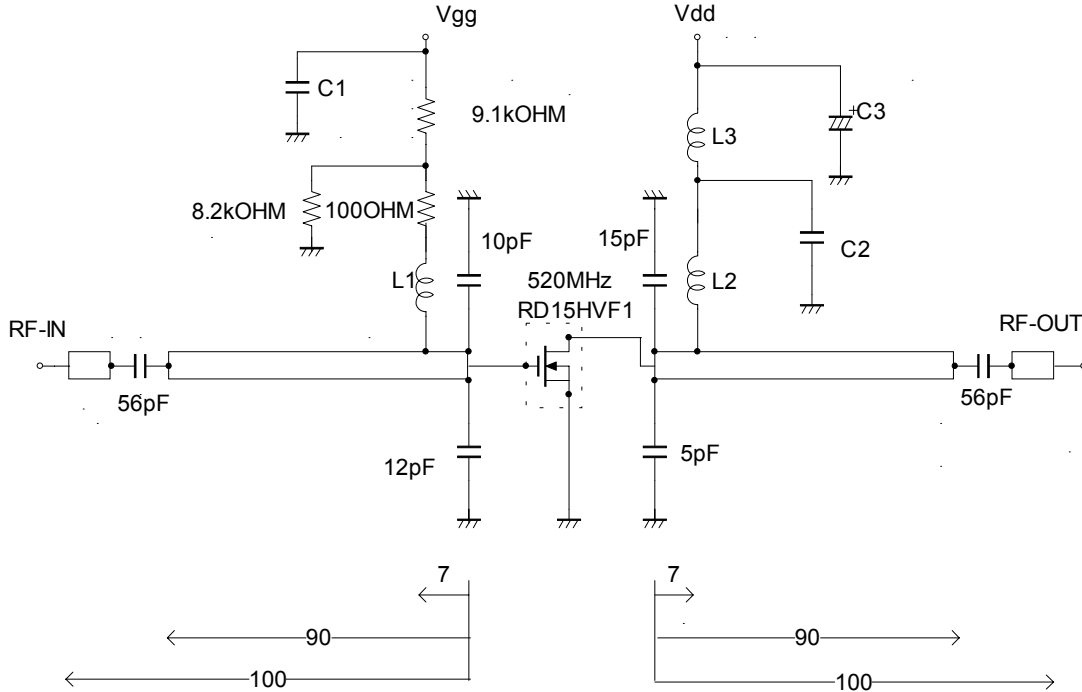 Vgg
Vdd
C1
9.1kOHM
+C3
L3
8.2kOHM
100OHM
10pF
15pF
C2
L1
520MHz
L2
RD15HVF1
RF-IN
RF-OUT
56pF
56pF
12pF
5pF
7
7
90
90
100
100